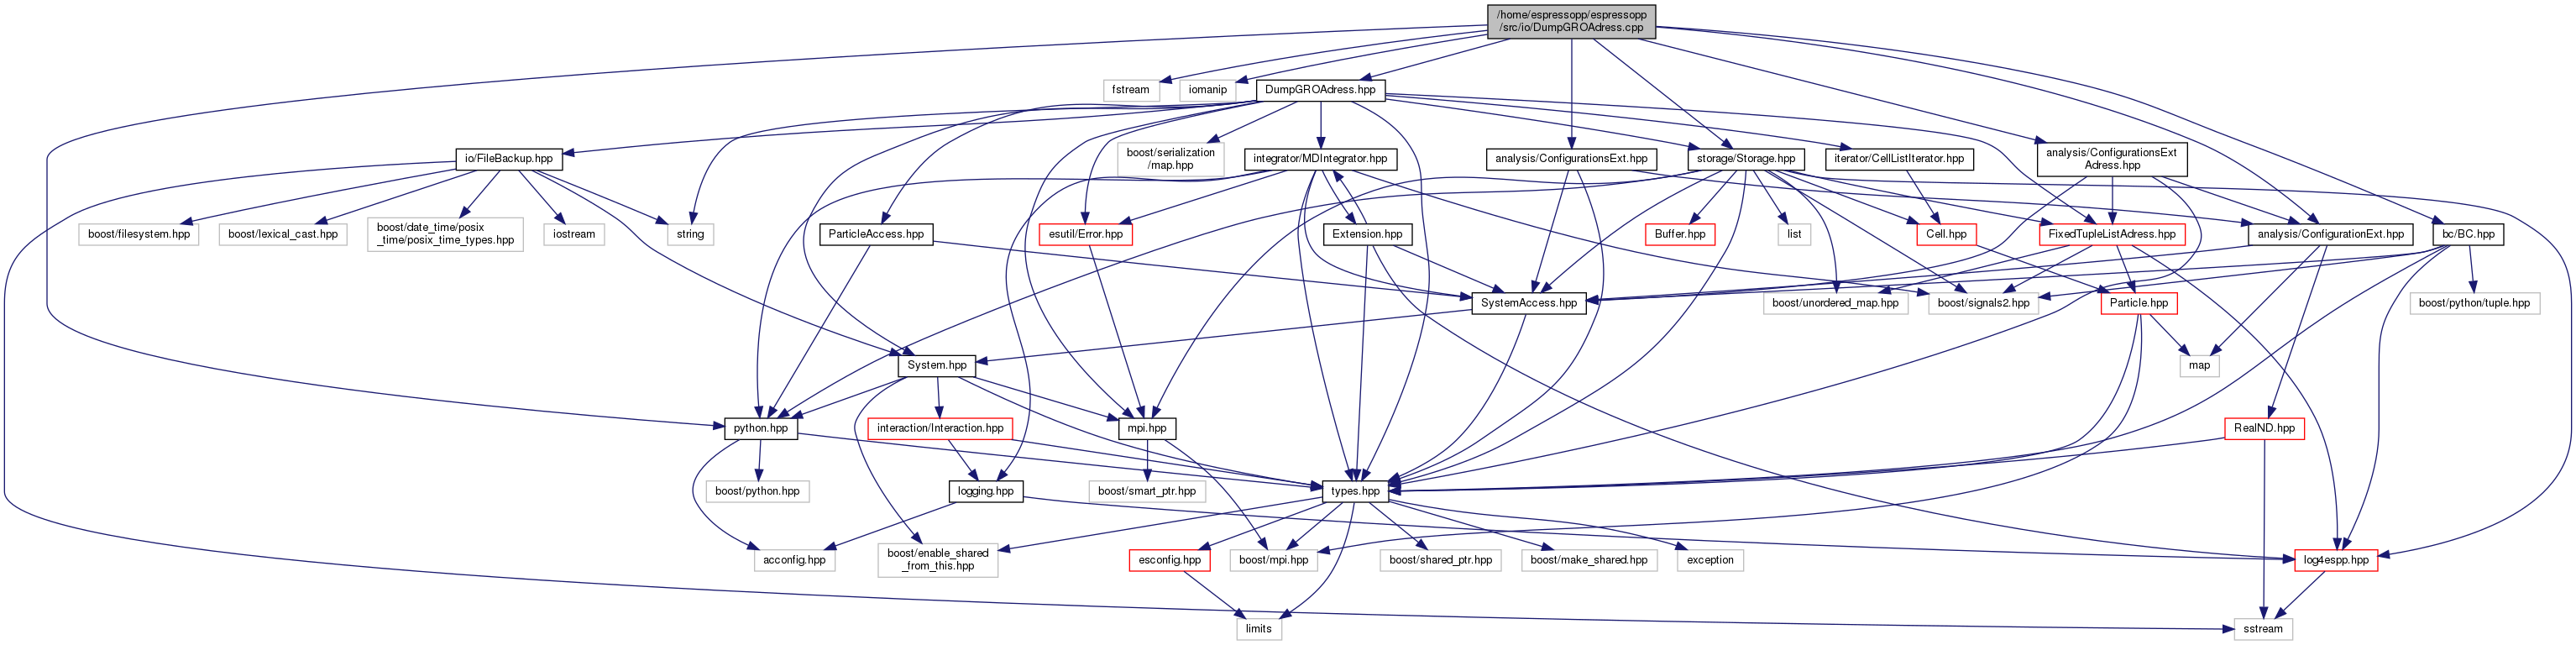 /home/espressopp/espressopp
/src/io/DumpGROAdress.cpp
fstream
iomanip
DumpGROAdress.hpp
io/FileBackup.hpp
boost/serialization
/map.hpp
integrator/MDIntegrator.hpp
analysis/ConfigurationsExt.hpp
storage/Storage.hpp
iterator/CellListIterator.hpp
analysis/ConfigurationsExt
Adress.hpp
boost/filesystem.hpp
boost/lexical_cast.hpp
boost/date_time/posix
_time/posix_time_types.hpp
iostream
string
ParticleAccess.hpp
esutil/Error.hpp
Extension.hpp
Buffer.hpp
list
Cell.hpp
FixedTupleListAdress.hpp
analysis/ConfigurationExt.hpp
bc/BC.hpp
SystemAccess.hpp
boost/unordered_map.hpp
boost/signals2.hpp
Particle.hpp
boost/python/tuple.hpp
System.hpp
map
python.hpp
interaction/Interaction.hpp
mpi.hpp
RealND.hpp
boost/python.hpp
logging.hpp
boost/smart_ptr.hpp
types.hpp
acconfig.hpp
boost/enable_shared
_from_this.hpp
esconfig.hpp
boost/mpi.hpp
boost/shared_ptr.hpp
boost/make_shared.hpp
exception
log4espp.hpp
limits
sstream